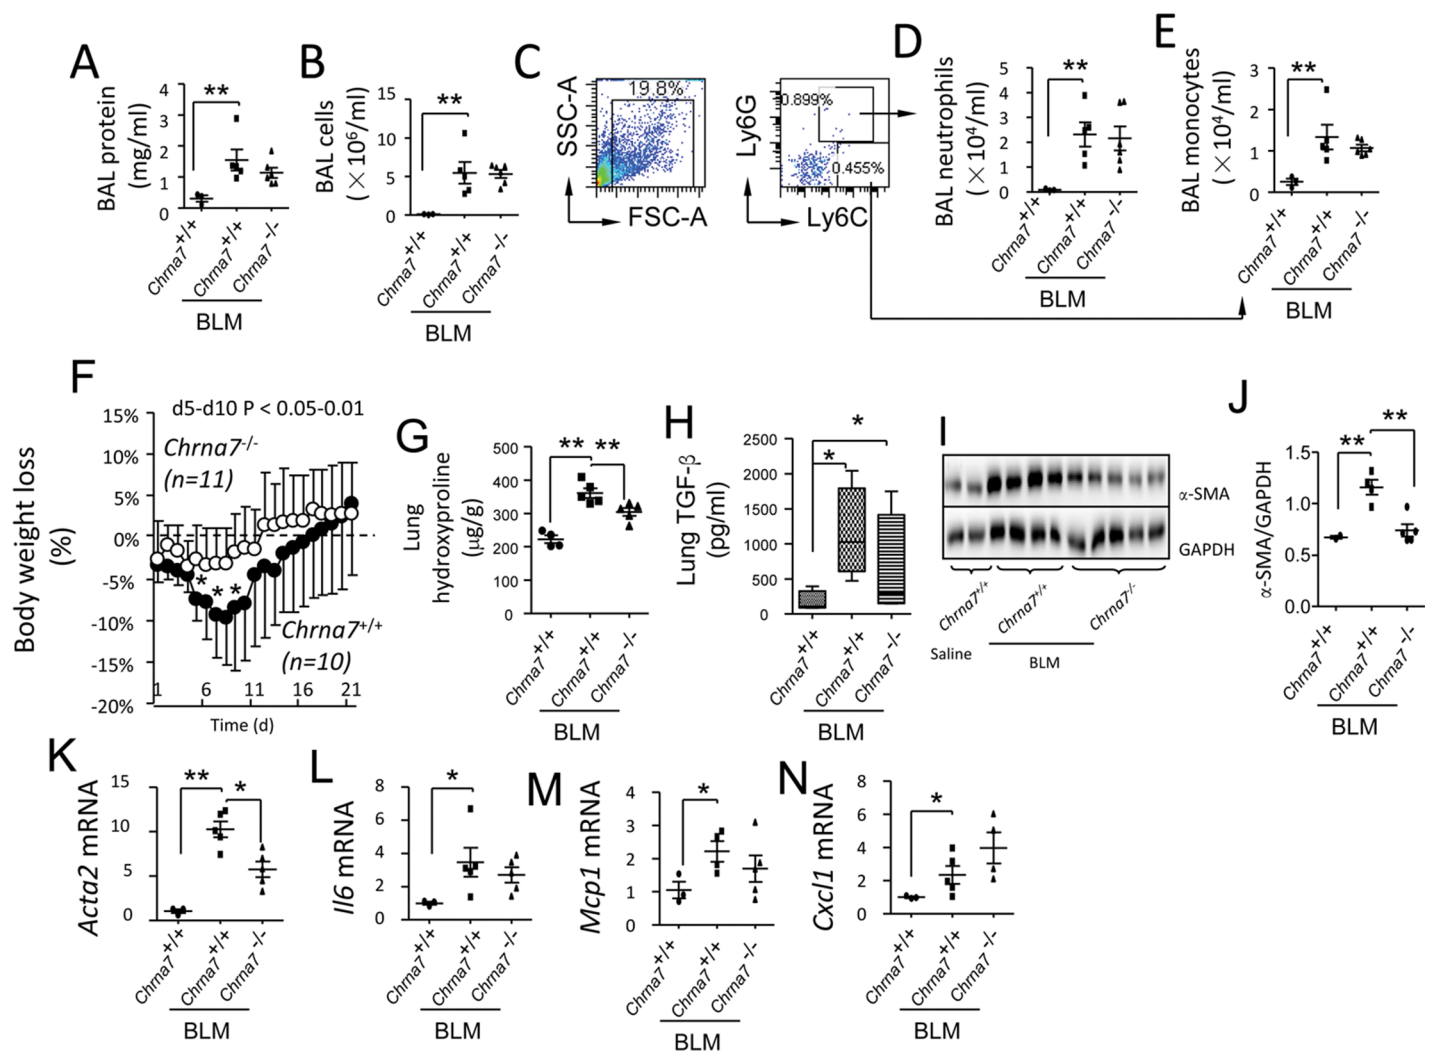 A
BAL protein
(mg/ml)
4
3
2
1
0
**
Chrna7 +/+
Chrna7 +/+
Chrna7 -/-
BLM
B
BAL cells
(×10⁶/ml)
15
10
5
0
**
Chrna7 +/+
Chrna7 +/+
Chrna7 -/-
BLM
C
SSC-A
19.8%
FSC-A
Ly6G
0.899%
0.455%
Ly6C
D
BAL neutrophils
(×10⁴/ml)
5
4
3
2
1
0
**
Chrna7 +/+
Chrna7 +/+
Chrna7 -/-
BLM
E
BAL monocytes
(×10⁴/ml)
3
2
1
0
**
Chrna7 +/+
Chrna7 +/+
Chrna7 -/-
BLM
F
Body weight loss
(%)
15%
10%
5%
0%
-5%
-10%
-15%
-20%
d5-d10 P < 0.05-0.01
Chrna7-/-
(n=11)
* * *
Chrna7+/+
(n=10)
1 6 11 16 21
Time (d)
G
Lung
hydroxyproline
(μg/g)
500
400
300
200
100
0
** **
Chrna7 +/+
Chrna7 +/+
Chrna7 -/-
BLM
H
Lung TGF-β
(pg/ml)
2500
2000
1500
1000
500
0
*
*
Chrna7 +/+
Chrna7 +/+
Chrna7 -/-
BLM
I
α-SMA
GAPDH
Chrna7+/+
Chrna7+/+
Chrna7-/-
Saline
BLM
J
α-SMA/GAPDH
1.5
1.0
0.5
0.0
**
**
Chrna7 +/+
Chrna7 +/+
Chrna7 -/-
BLM
K
Acta2 mRNA
15
10
5
0
** *
Chrna7 +/+
Chrna7 +/+
Chrna7 -/-
BLM
L
Il6 mRNA
8
6
4
2
0
*
Chrna7 +/+
Chrna7 +/+
Chrna7 -/-
BLM
M
Mcp1 mRNA
4
3
2
1
0
*
Chrna7 +/+
Chrna7 +/+
Chrna7 -/-
BLM
N
Cxcl1 mRNA
8
6
4
2
0
*
Chrna7 +/+
Chrna7 +/+
Chrna7 -/-
BLM